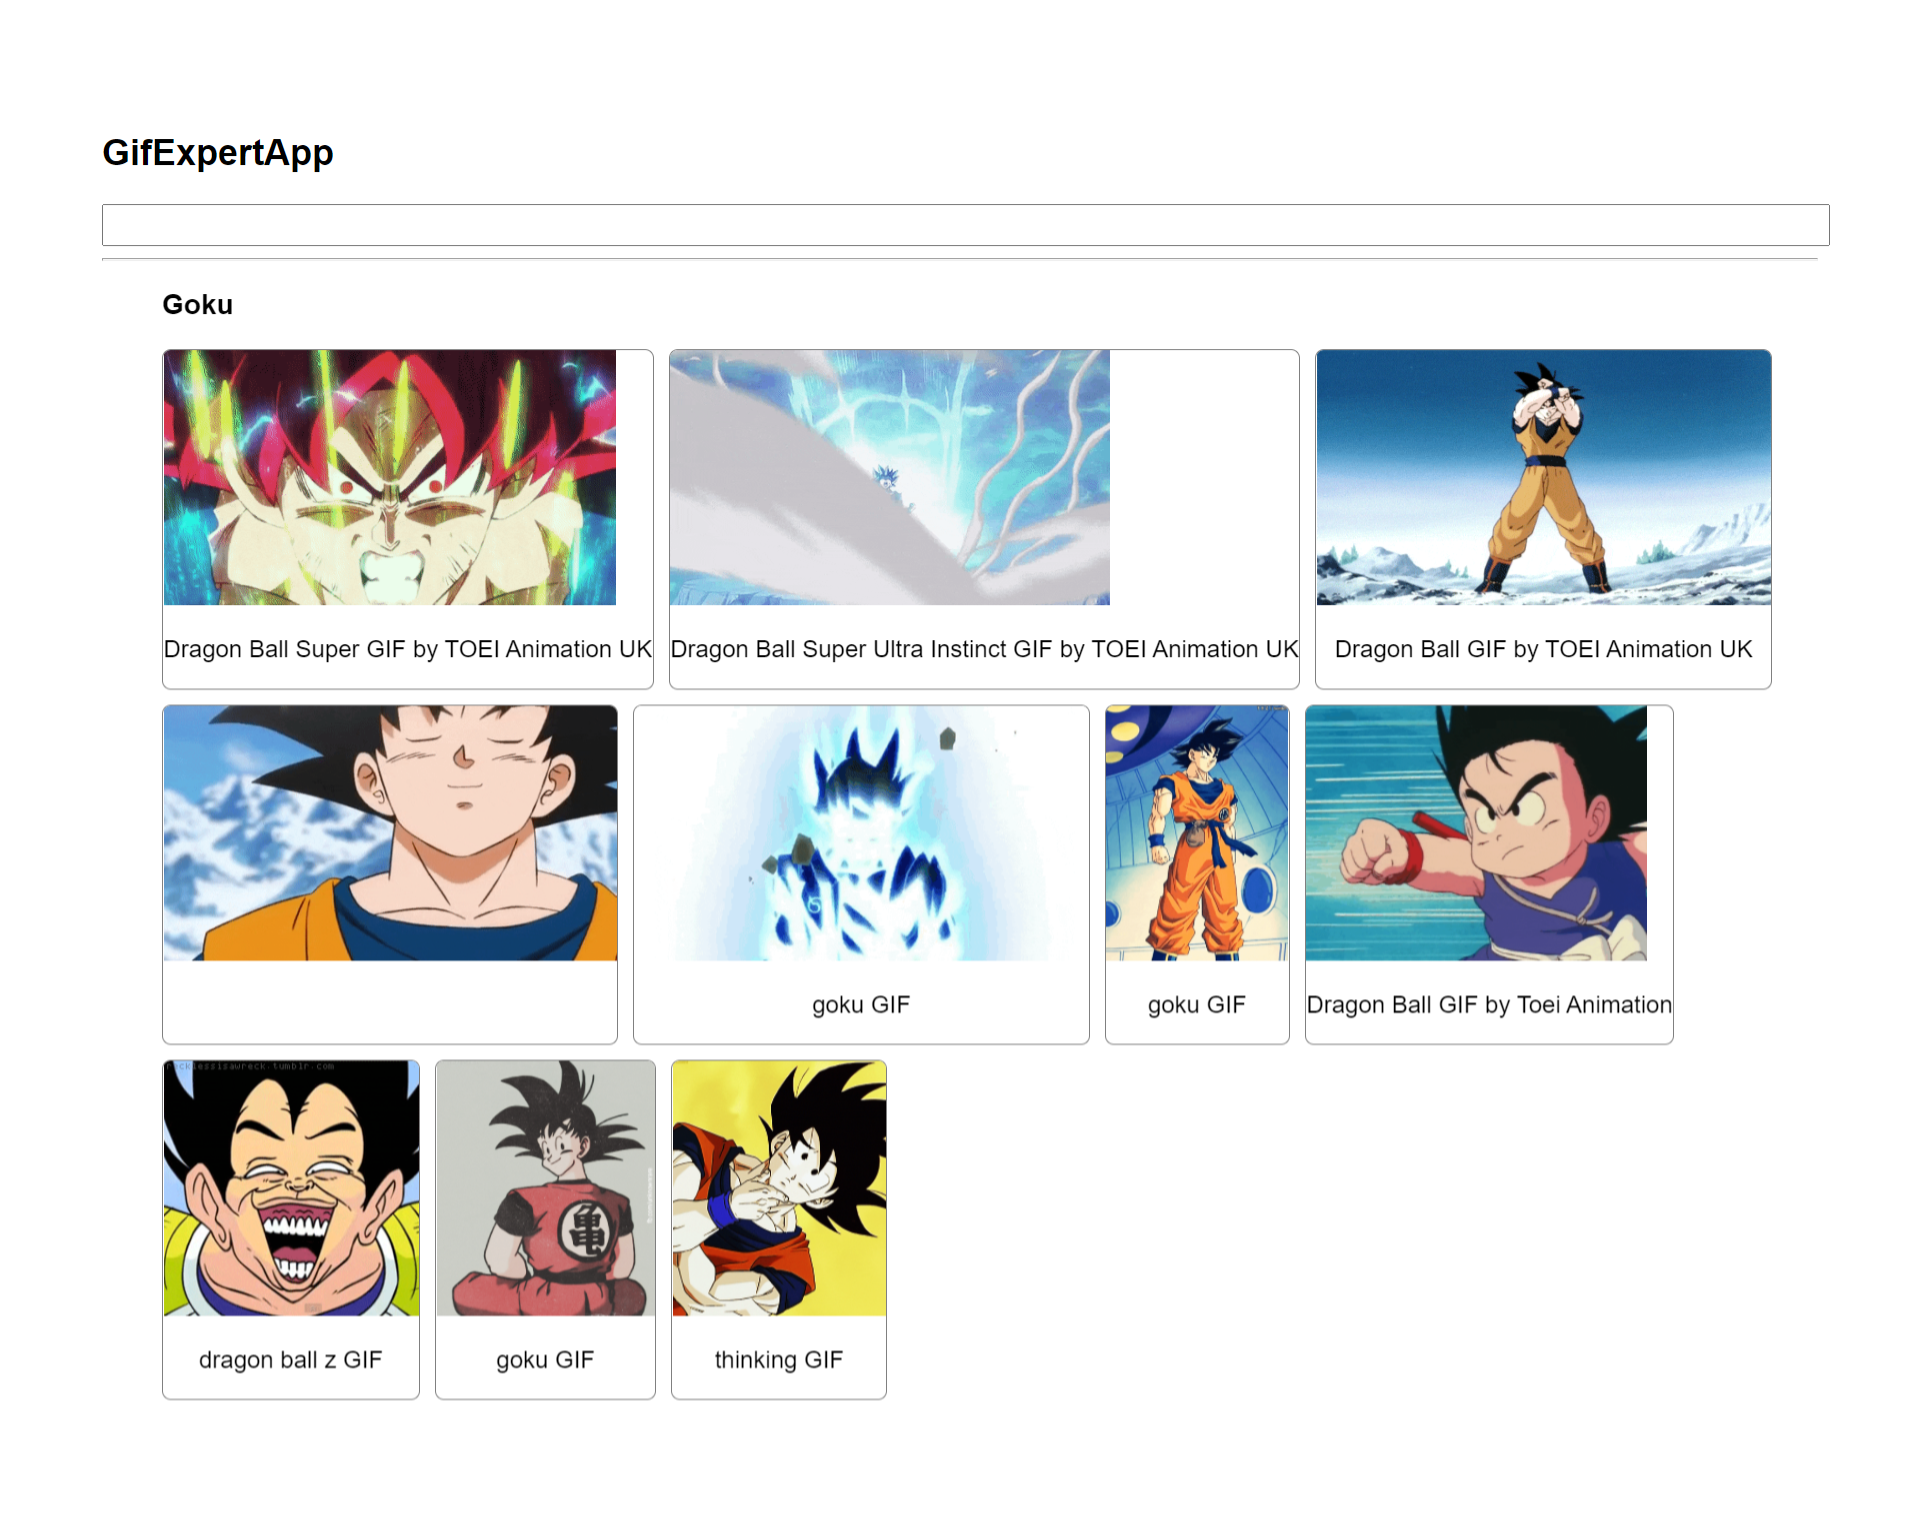 GifExpertApp
Goku
Dragon Ball Super GIF by TOEI Animation UK
Dragon Ball Super Ultra Instinct GIF by TOEI Animation UK
Dragon Ball GIF by TOEI Animation UK
goku GIF
goku GIF
Dragon Ball GIF by Toei Animation
亀
dragon ball z GIF
goku GIF
thinking GIF